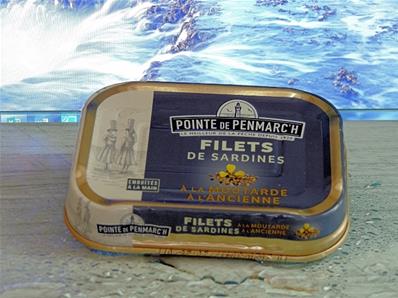 POINTE DE PENMARC'H
LE MEILLEUR DE LA PÊCHE DEPUIS 1920
FILETS
DE SARDINES
EMBOÎTÉS
À LA MAIN
À LA MOUTARDE
À L'ANCIENNE
POINTE DE PENMARC'H
FILETS
DE SARDINES
À LA MOUTARDE
À L'ANCIENNE